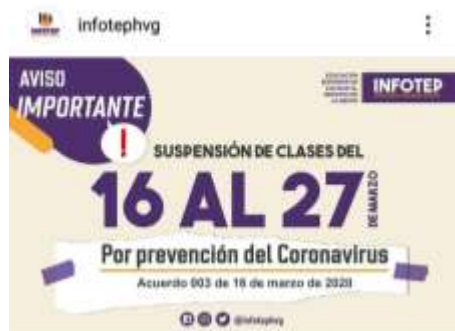 infotephvg
AVISO
IMPORTANTE
INFOTEP
SUSPENSIÓN DE CLASES DEL
16 AL 27
DE MARZO
Por prevención del Coronavirus
Acuerdo 003 de 16 de marzo de 2020
@infotephvg